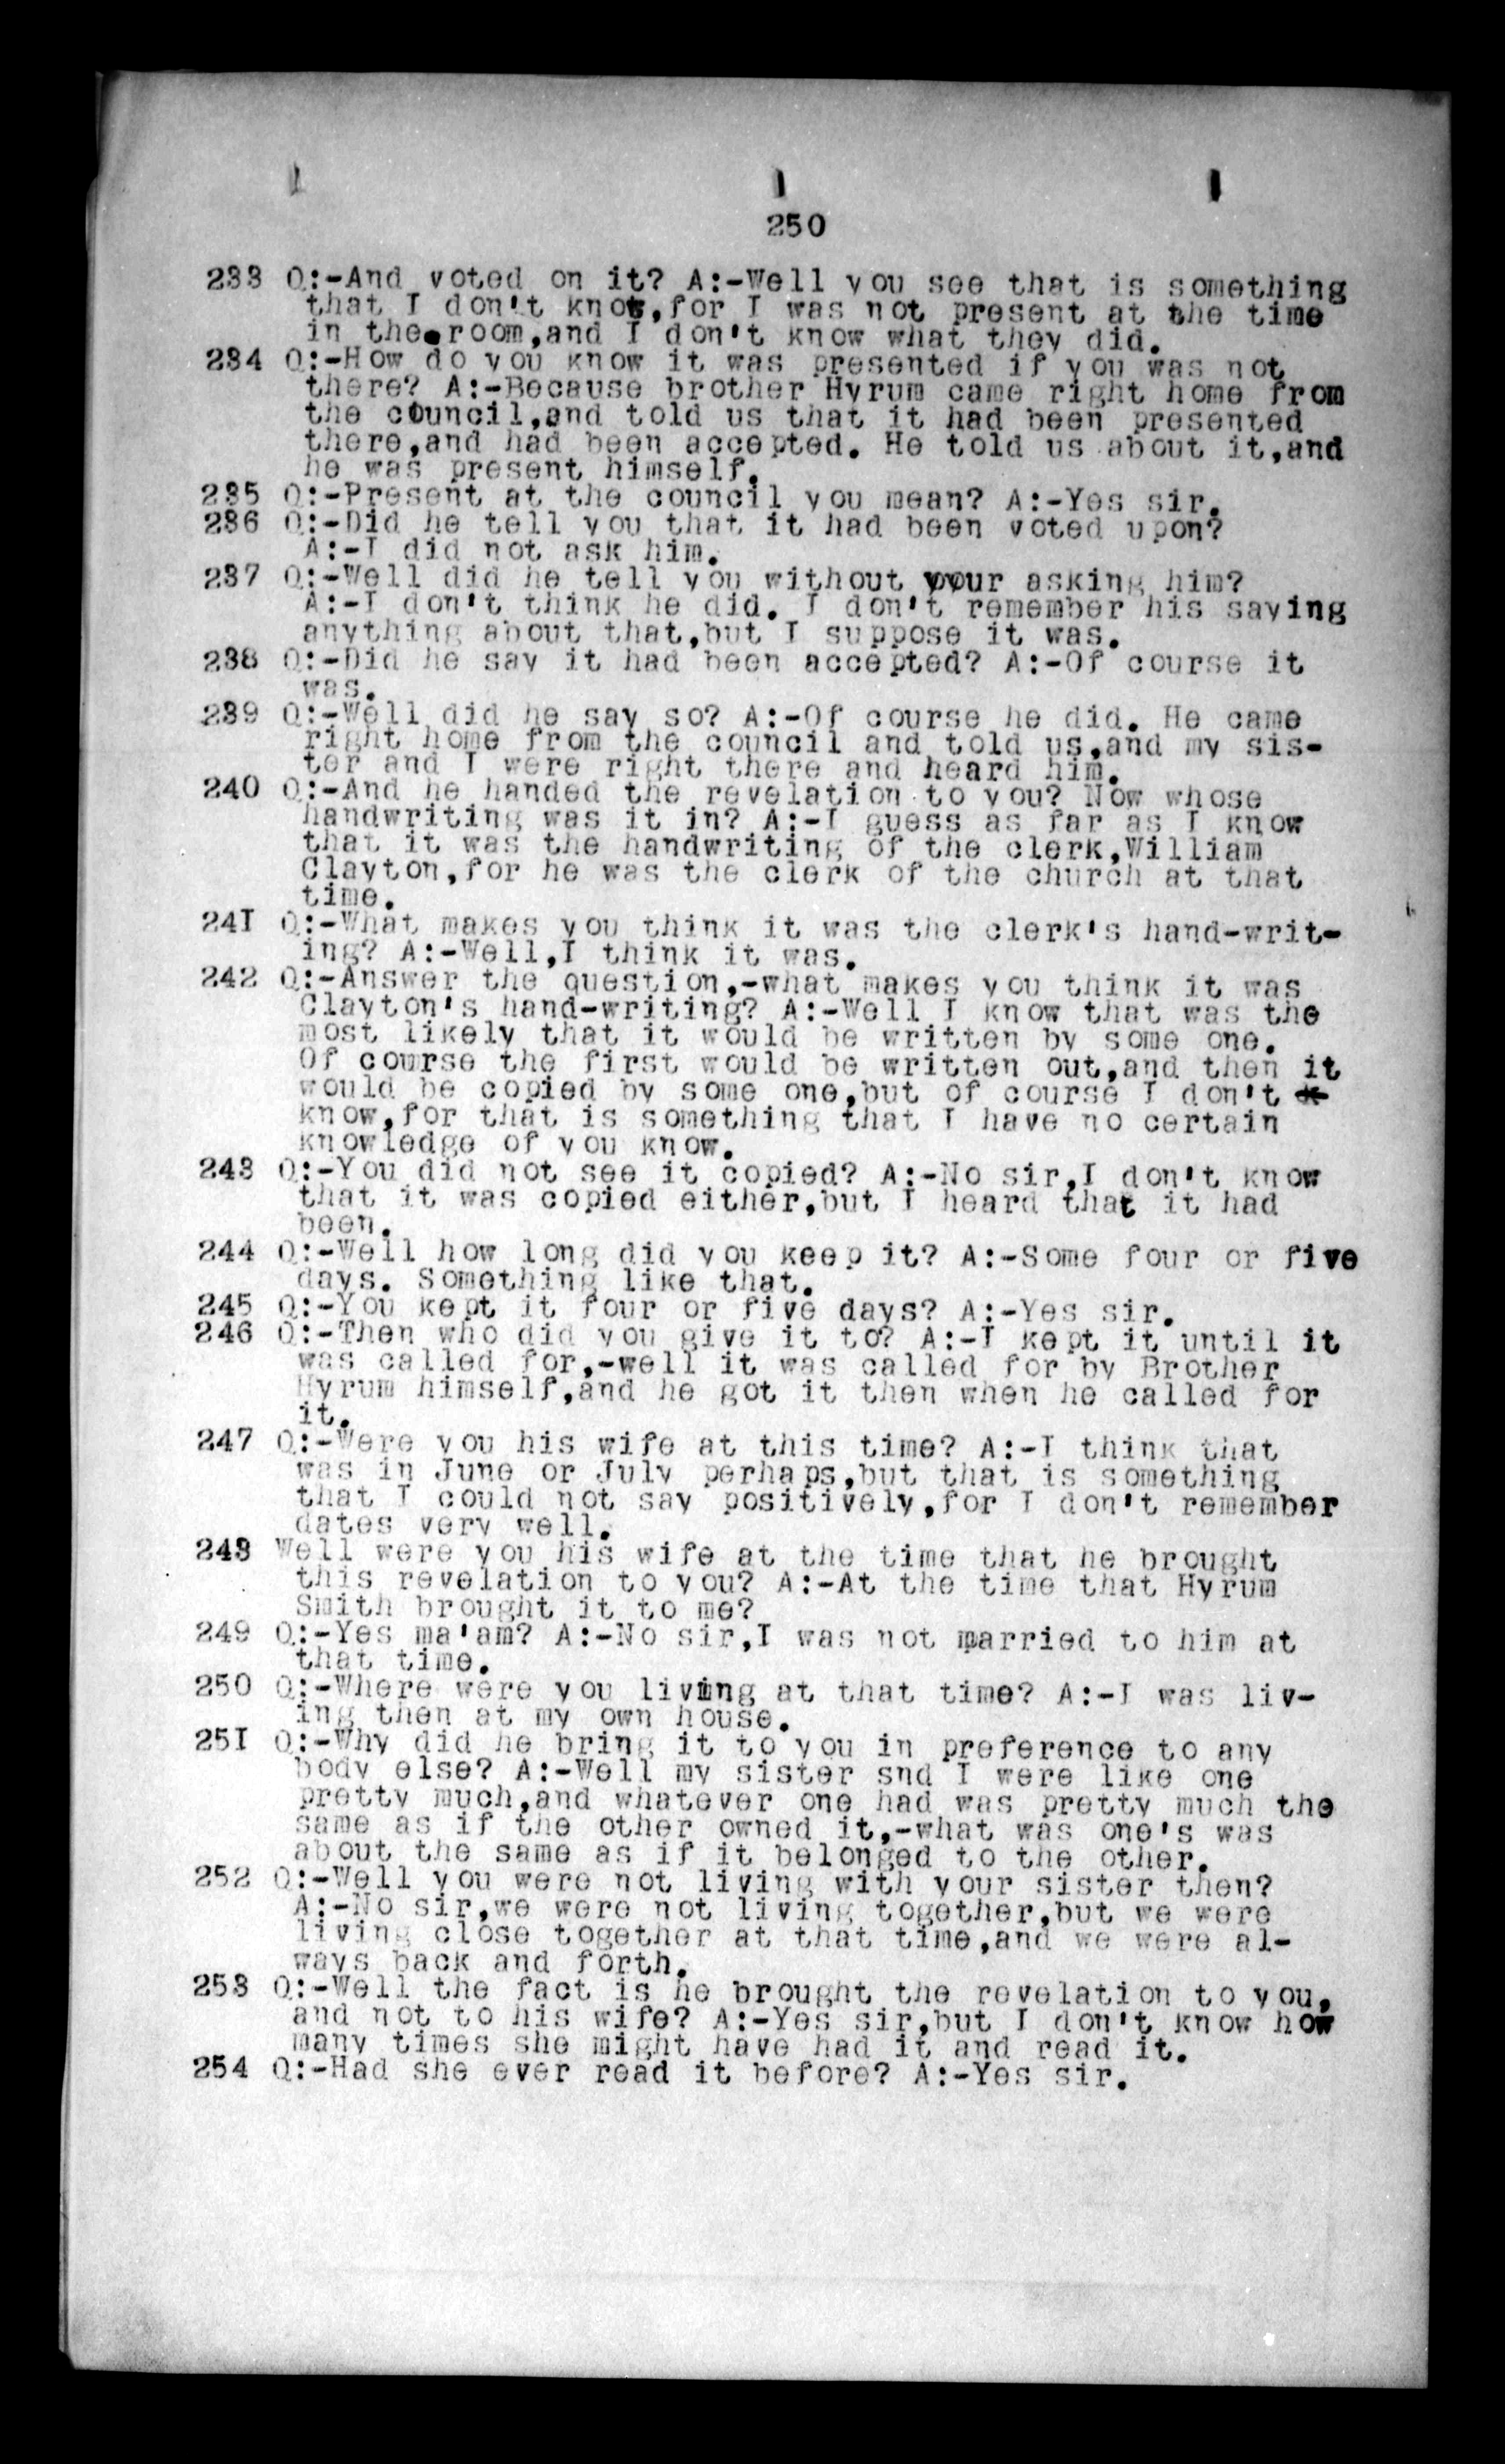 250
233 Q:-And voted on it? A:-Well you see that is something
that I don't know,for I was not present at the time
in the room,and I don't know what they did.
234 Q:-How do you know it was presented if you was not
there? A:-Because brother Hyrum came right home from
the council,and told us that it had been presented
there,and had been accepted. He told us about it,and
he was present himself.
235 Q:-Present at the council you mean? A:-Yes sir.
236 Q:-Did he tell you that it had been voted upon?
A:-I did not ask him.
237 Q:-Well did he tell you without your asking him?
A:-I don't think he did. I don't remember his saying
anything about that,but I suppose it was.
238 Q:-Did he say it had been accepted? A:-Of course it
was.
239 Q:-Well did he say so? A:-Of course he did. He came
right home from the council and told us,and my sis-
ter and I were right there and heard him.
240 Q:-And he handed the revelation to you? Now whose
handwriting was it in? A:-I guess as far as I know
that it was the handwriting of the clerk,William
Clayton,for he was the clerk of the church at that
time.
241 Q:-What makes you think it was the clerk's hand-writ-
ing? A:-Well,I think it was.
242 Q:-Answer the question,-what makes you think it was
Clayton's hand-writing? A:-Well I know that was the
most likely that it would be written by some one.
Of course the first would be written out,and then it
would be copied by some one,but of course I don't
know,for that is something that I have no certain
knowledge of you know.
243 Q:-You did not see it copied? A:-No sir,I don't know
that it was copied either,but I heard that it had
been.
244 Q:-Well how long did you keep it? A:-Some four or five
days. Something like that.
245 Q:-You kept it four or five days? A:-Yes sir.
246 Q:-Then who did you give it to? A:-I kept it until it
was called for,-well it was called for by Brother
Hyrum himself,and he got it then when he called for
it.
247 Q:-Were you his wife at this time? A:-I think that
was in June or July perhaps,but that is something
that I could not say positively,for I don't remember
dates very well.
248 Well were you his wife at the time that he brought
this revelation to you? A:-At the time that Hyrum
Smith brought it to me?
249 Q:-Yes ma'am? A:-No sir,I was not married to him at
that time.
250 Q:-Where were you living at that time? A:-I was liv-
ing then at my own house.
251 Q:-Why did he bring it to you in preference to any
body else? A:-Well my sister snd I were like one
pretty much,and whatever one had was pretty much the
same as if the other owned it,-what was one's was
about the same as if it belonged to the other.
252 Q:-Well you were not living with your sister then?
A:-No sir,we were not living together,but we were
living close together at that time,and we were al-
ways back and forth.
253 Q:-Well the fact is he brought the revelation to you,
and not to his wife? A:-Yes sir,but I don't know how
many times she might have had it and read it.
254 Q:-Had she ever read it before? A:-Yes sir.